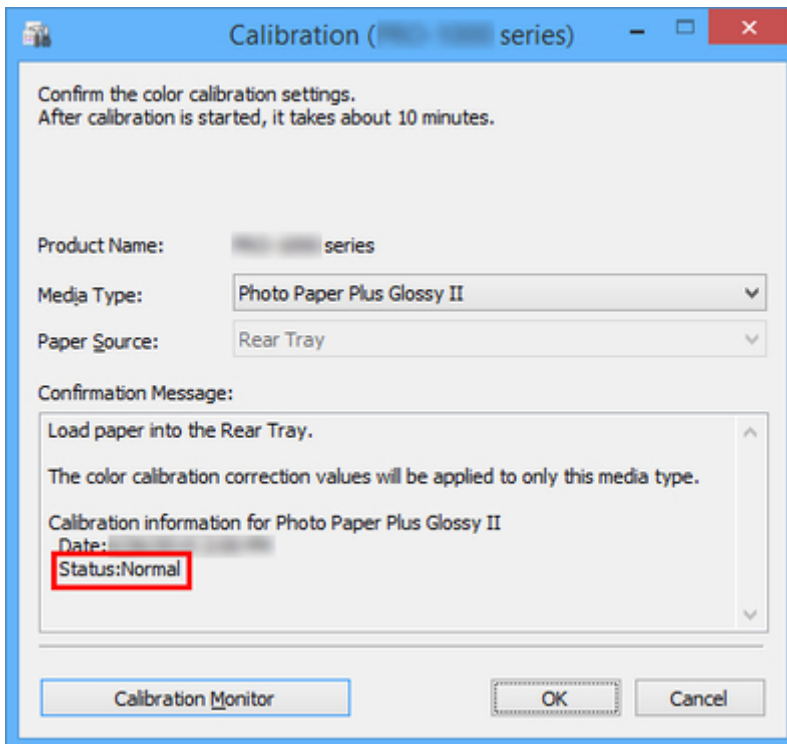 Calibration ( series)
Confirm the color calibration settings.
After calibration is started, it takes about 10 minutes.
Product Name: series
Media Type: Photo Paper Plus Glossy II
Paper Source: Rear Tray
Confirmation Message:
Load paper into the Rear Tray.
The color calibration correction values will be applied to only this media type.
Calibration information for Photo Paper Plus Glossy II
Date:
Status:Normal
Calibration Monitor OK Cancel